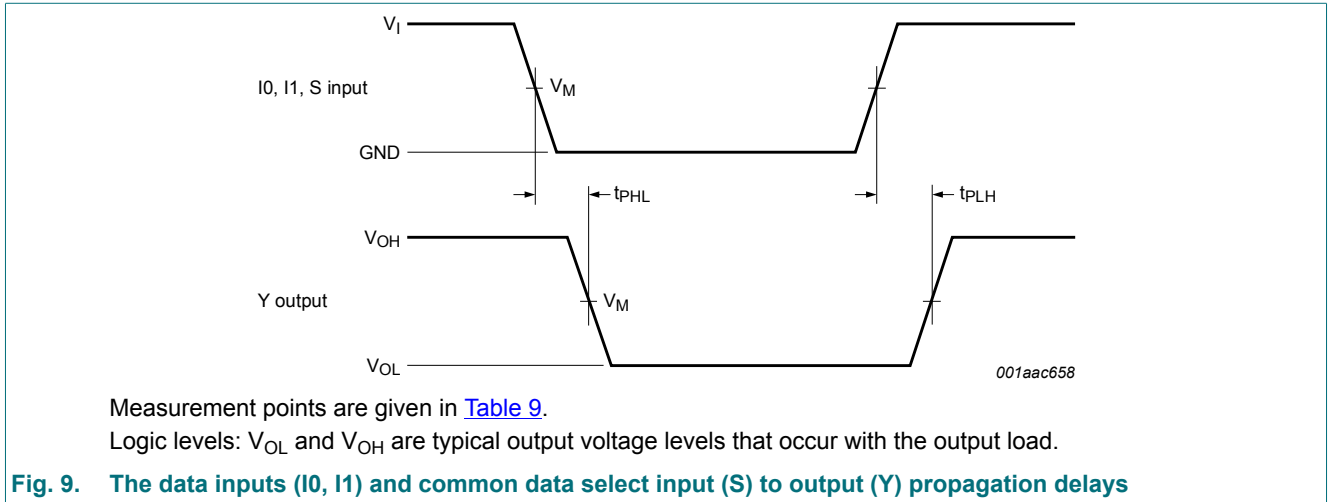 VI
I0, I1, S input
VM
GND
tPHL
tPLH
VOH
Y output
VM
VOL
001aac658
Measurement points are given in Table 9.
Logic levels: VOL and VOH are typical output voltage levels that occur with the output load.
Fig. 9. The data inputs (I0, I1) and common data select input (S) to output (Y) propagation delays